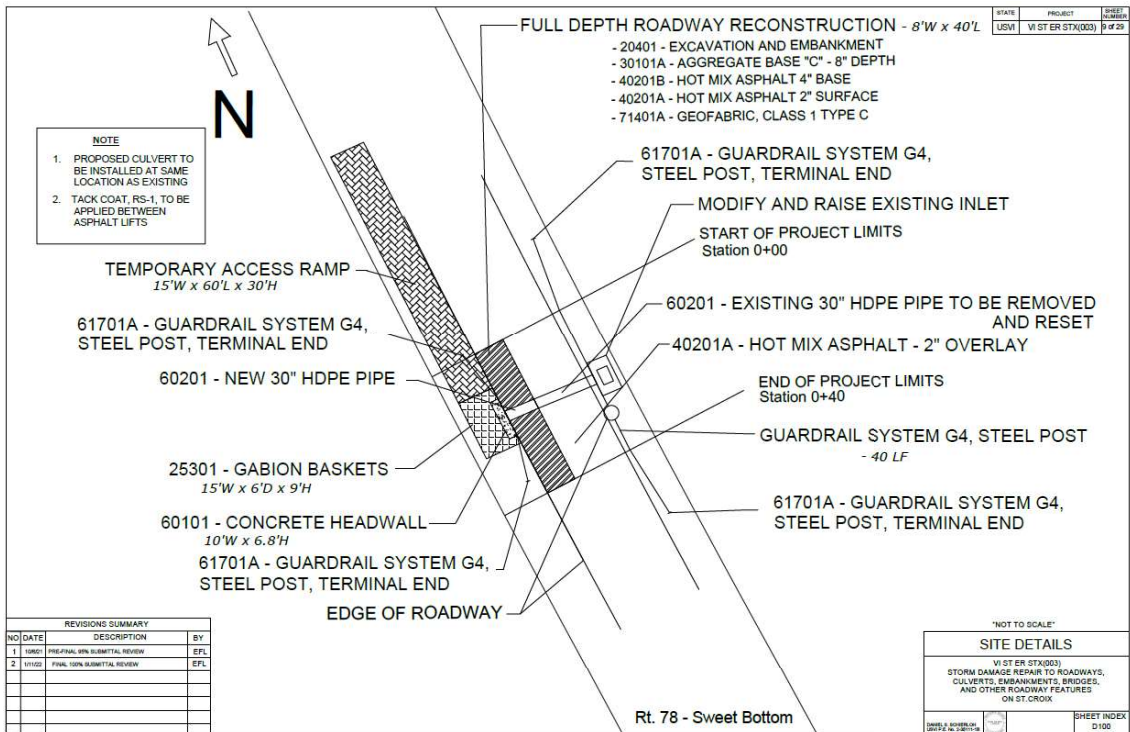 STATE PROJECT SHEET NUMBER
USVI VI ST ER STX(003) 9 of 29
FULL DEPTH ROADWAY RECONSTRUCTION - 8'W x 40'L
- 20401 - EXCAVATION AND EMBANKMENT
- 30101A - AGGREGATE BASE "C" - 8" DEPTH
- 40201B - HOT MIX ASPHALT 4" BASE
- 40201A - HOT MIX ASPHALT 2" SURFACE
- 71401A - GEOFABRIC, CLASS 1 TYPE C
N
NOTE
1. PROPOSED CULVERT TO
BE INSTALLED AT SAME
LOCATION AS EXISTING
2. TACK COAT, RS-1, TO BE
APPLIED BETWEEN
ASPHALT LIFTS
61701A - GUARDRAIL SYSTEM G4,
STEEL POST, TERMINAL END
MODIFY AND RAISE EXISTING INLET
START OF PROJECT LIMITS
Station 0+00
TEMPORARY ACCESS RAMP
15'W x 60'L x 30'H
60201 - EXISTING 30" HDPE PIPE TO BE REMOVED
AND RESET
61701A - GUARDRAIL SYSTEM G4,
STEEL POST, TERMINAL END
40201A - HOT MIX ASPHALT - 2" OVERLAY
60201 - NEW 30" HDPE PIPE
END OF PROJECT LIMITS
Station 0+40
GUARDRAIL SYSTEM G4, STEEL POST
- 40 LF
25301 - GABION BASKETS
15'W x 6'D x 9'H
61701A - GUARDRAIL SYSTEM G4,
STEEL POST, TERMINAL END
60101 - CONCRETE HEADWALL
10'W x 6.8'H
61701A - GUARDRAIL SYSTEM G4,
STEEL POST, TERMINAL END
EDGE OF ROADWAY
REVISIONS SUMMARY
NO DATE DESCRIPTION BY
1 PRE-FINAL 95% SUBMITTAL REVIEW EFL
2 1/11/22 FINAL 100% SUBMITTAL REVIEW EFL
Rt. 78 - Sweet Bottom
"NOT TO SCALE"
SITE DETAILS
VI ST ER STX(003)
STORM DAMAGE REPAIR TO ROADWAYS,
CULVERTS, EMBANKMENTS, BRIDGES,
AND OTHER ROADWAY FEATURES
ON ST. CROIX
SHEET INDEX
D100